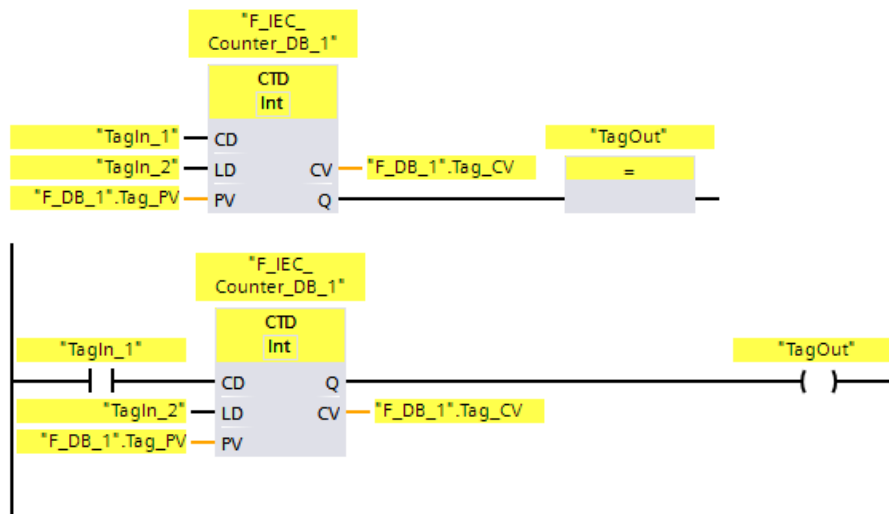 "F_IEC_
Counter_DB_1"
CTD
Int
"TagIn_1" CD
"TagOut"
"TagIn_2" LD CV "F_DB_1".Tag_CV =
"F_DB_1".Tag_PV PV Q
"F_IEC_
Counter_DB_1"
CTD
"TagIn_1" Int "TagOut"
CD Q
"TagIn_2" LD CV "F_DB_1".Tag_CV
"F_DB_1".Tag_PV PV